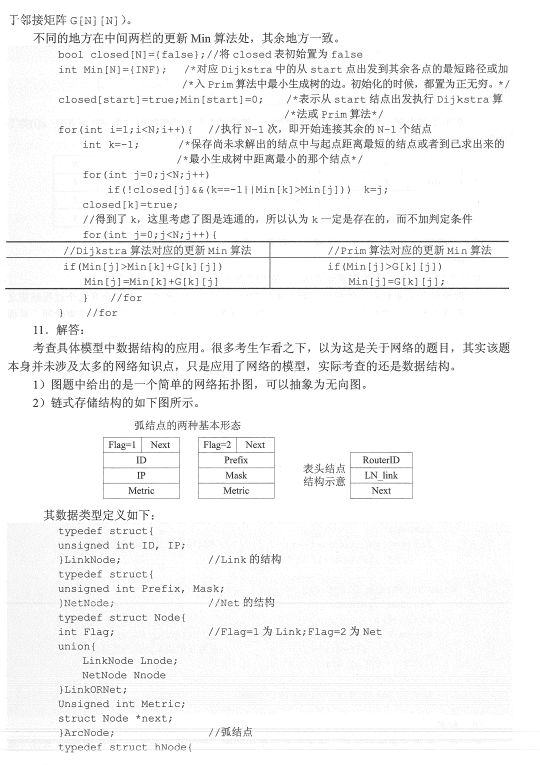 于邻接矩阵 G[N][N])。
不同的地方在中间两栏的更新 Min 算法处，其余地方一致。
bool closed[N]={false};//将 closed 表初始置为 false
int Min[N]={INF};    /*对应 Dijkstra 中的从 start 点出发到其余各点的最短路径或加
/*入 Prim 算法中最小生成树的边。初始化的时候，都置为正无穷。*/
closed[start]=true;Min[start]=0;    /*表示从 start 结点出发执行 Dijkstra 算
/*法或 Prim 算法*/
for(int i=1;i<N;i++){    //执行 N-1 次，即开始连接其余的 N-1 个结点
int k=-1;    /*保存尚未求解出的结点中与起点距离最短的结点或者到已求出来的
/*最小生成树中距离最小的那个结点*/
for(int j=0;j<N;j++)
if(!closed[j]&&(k==-1||Min[k]>Min[j]))  k=j;
closed[k]=true;
//得到了 k，这里考虑了图是连通的，所以认为 k 一定是存在的，而不加判定条件
for(int j=0;j<N;j++){
//Dijkstra 算法对应的更新 Min 算法    //Prim 算法对应的更新 Min 算法
if(Min[j]>Min[k]+G[k][j])    if(Min[j]>G[k][j])
Min[j]=Min[k]+G[k][j]    Min[j]=G[k][j];
}    //for
}    //for
11．解答：
考查具体模型中数据结构的应用。很多考生乍看之下，以为这是关于网络的题目，其实该题
本身并未涉及太多的网络知识点，只是应用了网络的模型，实际考查的还是数据结构。
1）图题中给出的是一个简单的网络拓扑图，可以抽象为无向图。
2）链式存储结构的如下图所示。
弧结点的两种基本形态
Flag=1  Next    Flag=2  Next
ID    Prefix    RouterID
IP    Mask    表头结点结构示意    LN_link
Metric    Metric    Next
其数据类型定义如下：
typedef struct{
unsigned int ID, IP;
}LinkNode;    //Link 的结构
typedef struct{
unsigned int Prefix, Mask;
}NetNode;    //Net 的结构
typedef struct Node{
int Flag;    //Flag=1 为 Link;Flag=2 为 Net
union{
LinkNode Lnode;
NetNode Nnode
}LinkORNet;
Unsigned int Metric;
struct Node *next;
}ArcNode;    //弧结点
typedef struct hNode{